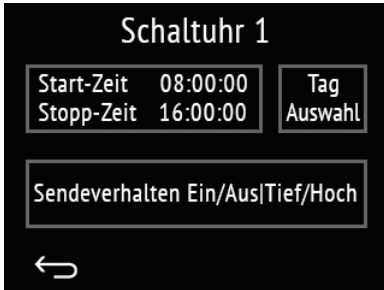 Schaltuhr 1
Start-Zeit 08:00:00
Stopp-Zeit 16:00:00
Tag
Auswahl
Sendeverhalten Ein/Aus|Tief/Hoch